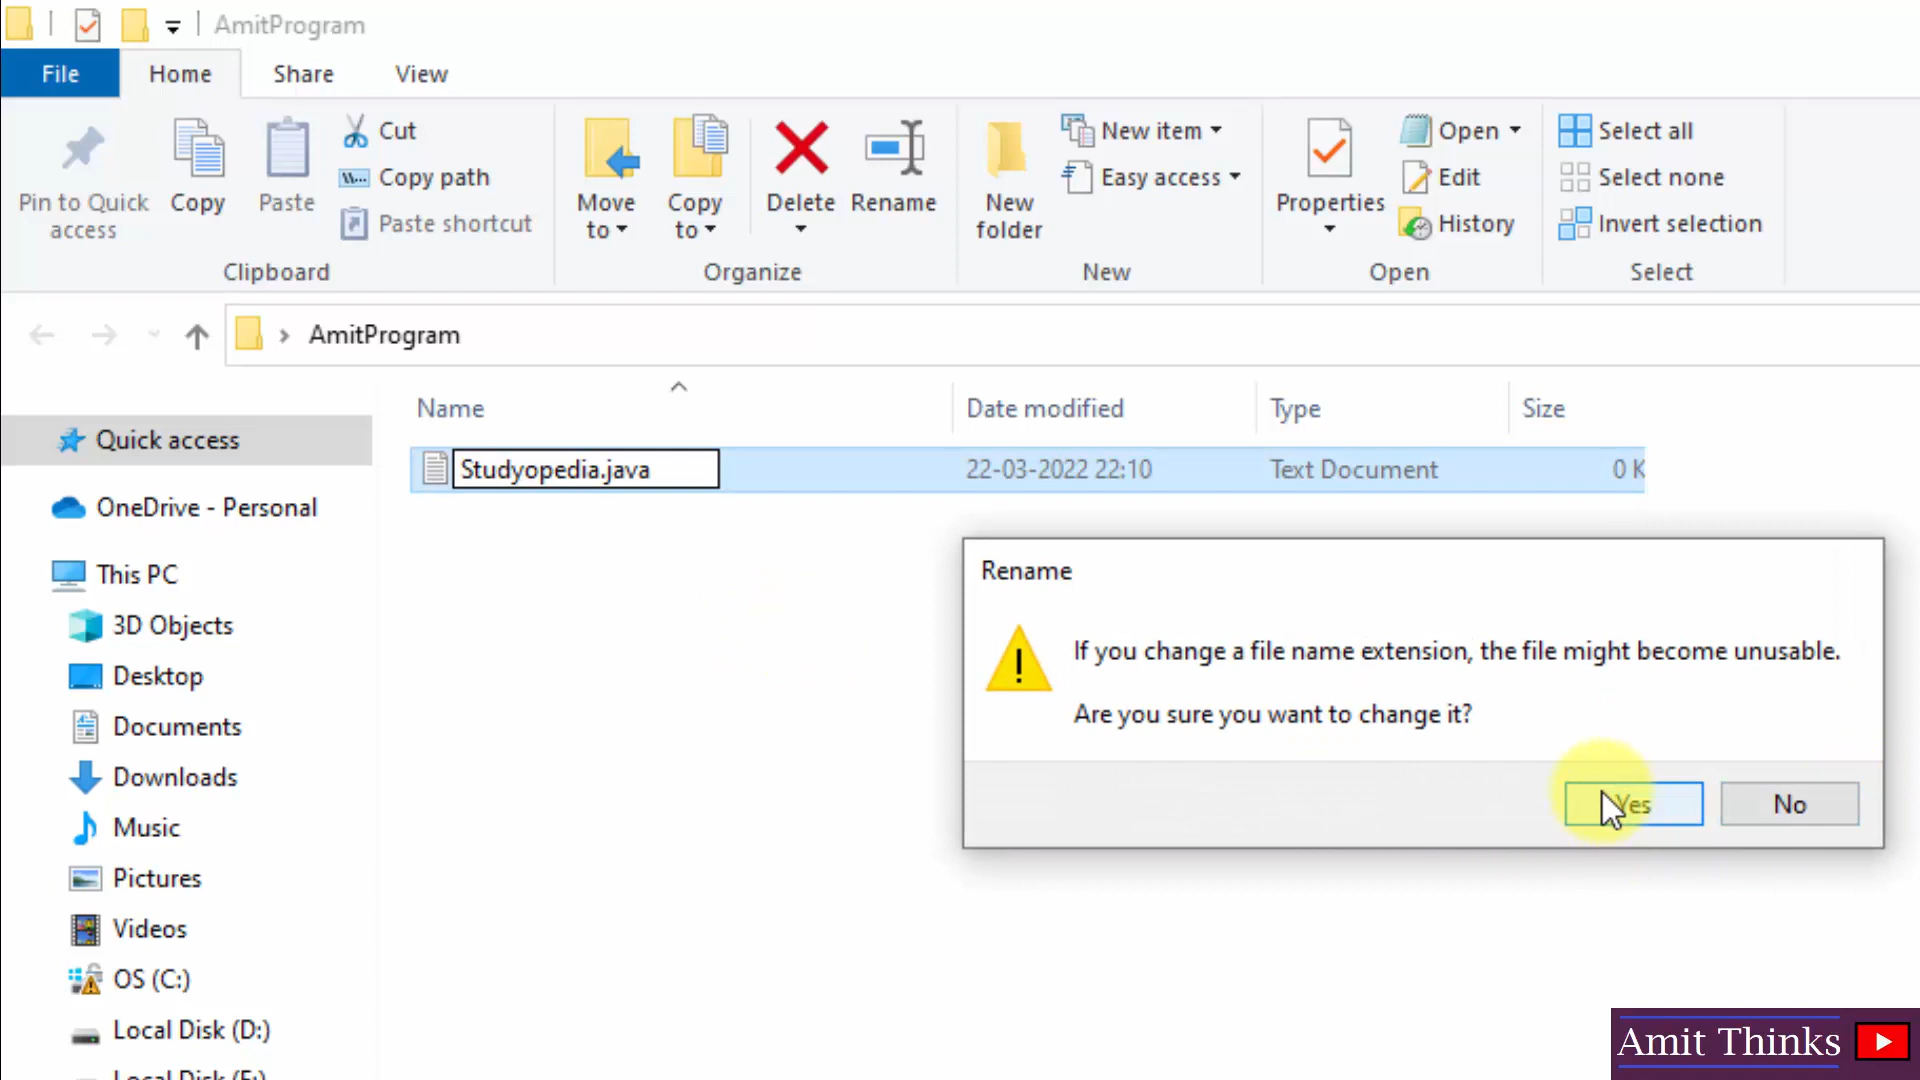 AmitProgram
File Home Share View
Pin to Quick access
Copy
Paste
Cut
Copy path
Paste shortcut
Clipboard
Move to
Copy to
Delete
Rename
Organize
New folder
New item
Easy access
New
Properties
Open
Edit
History
Open
Select all
Select none
Invert selection
Select
AmitProgram
Name Date modified Type Size
Studyopedia.java 22-03-2022 22:10 Text Document 0 K
Quick access
OneDrive - Personal
This PC
3D Objects
Desktop
Documents
Downloads
Music
Pictures
Videos
OS (C:)
Local Disk (D:)
Rename
If you change a file name extension, the file might become unusable.
Are you sure you want to change it?
Yes No
Amit Thinks